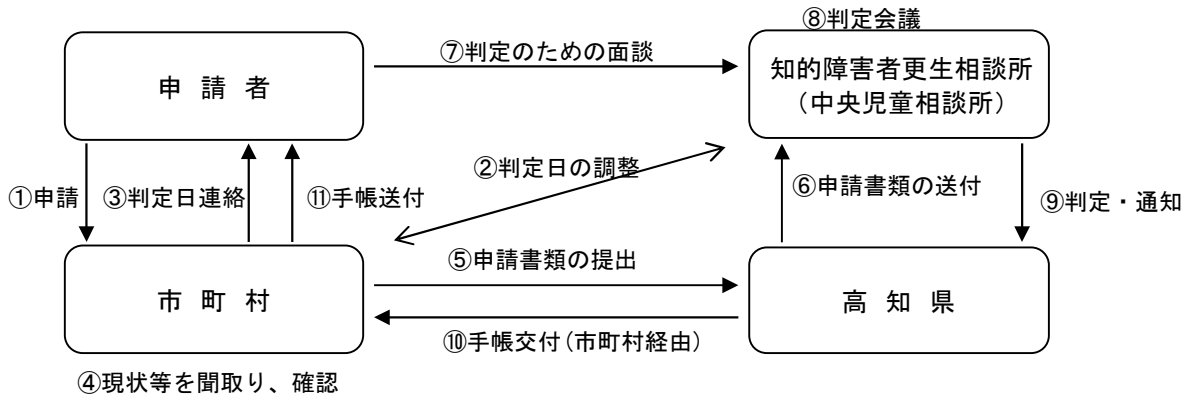 ⑧判定会議
⑦判定のための面談
申 請 者
知的障害者更生相談所
（中央児童相談所）
②判定日の調整
①申請
③判定日連絡
⑪手帳送付
⑥申請書類の送付
⑨判定・通知
⑤申請書類の提出
市 町 村
高 知 県
⑩手帳交付(市町村経由)
④現状等を聞取り、確認